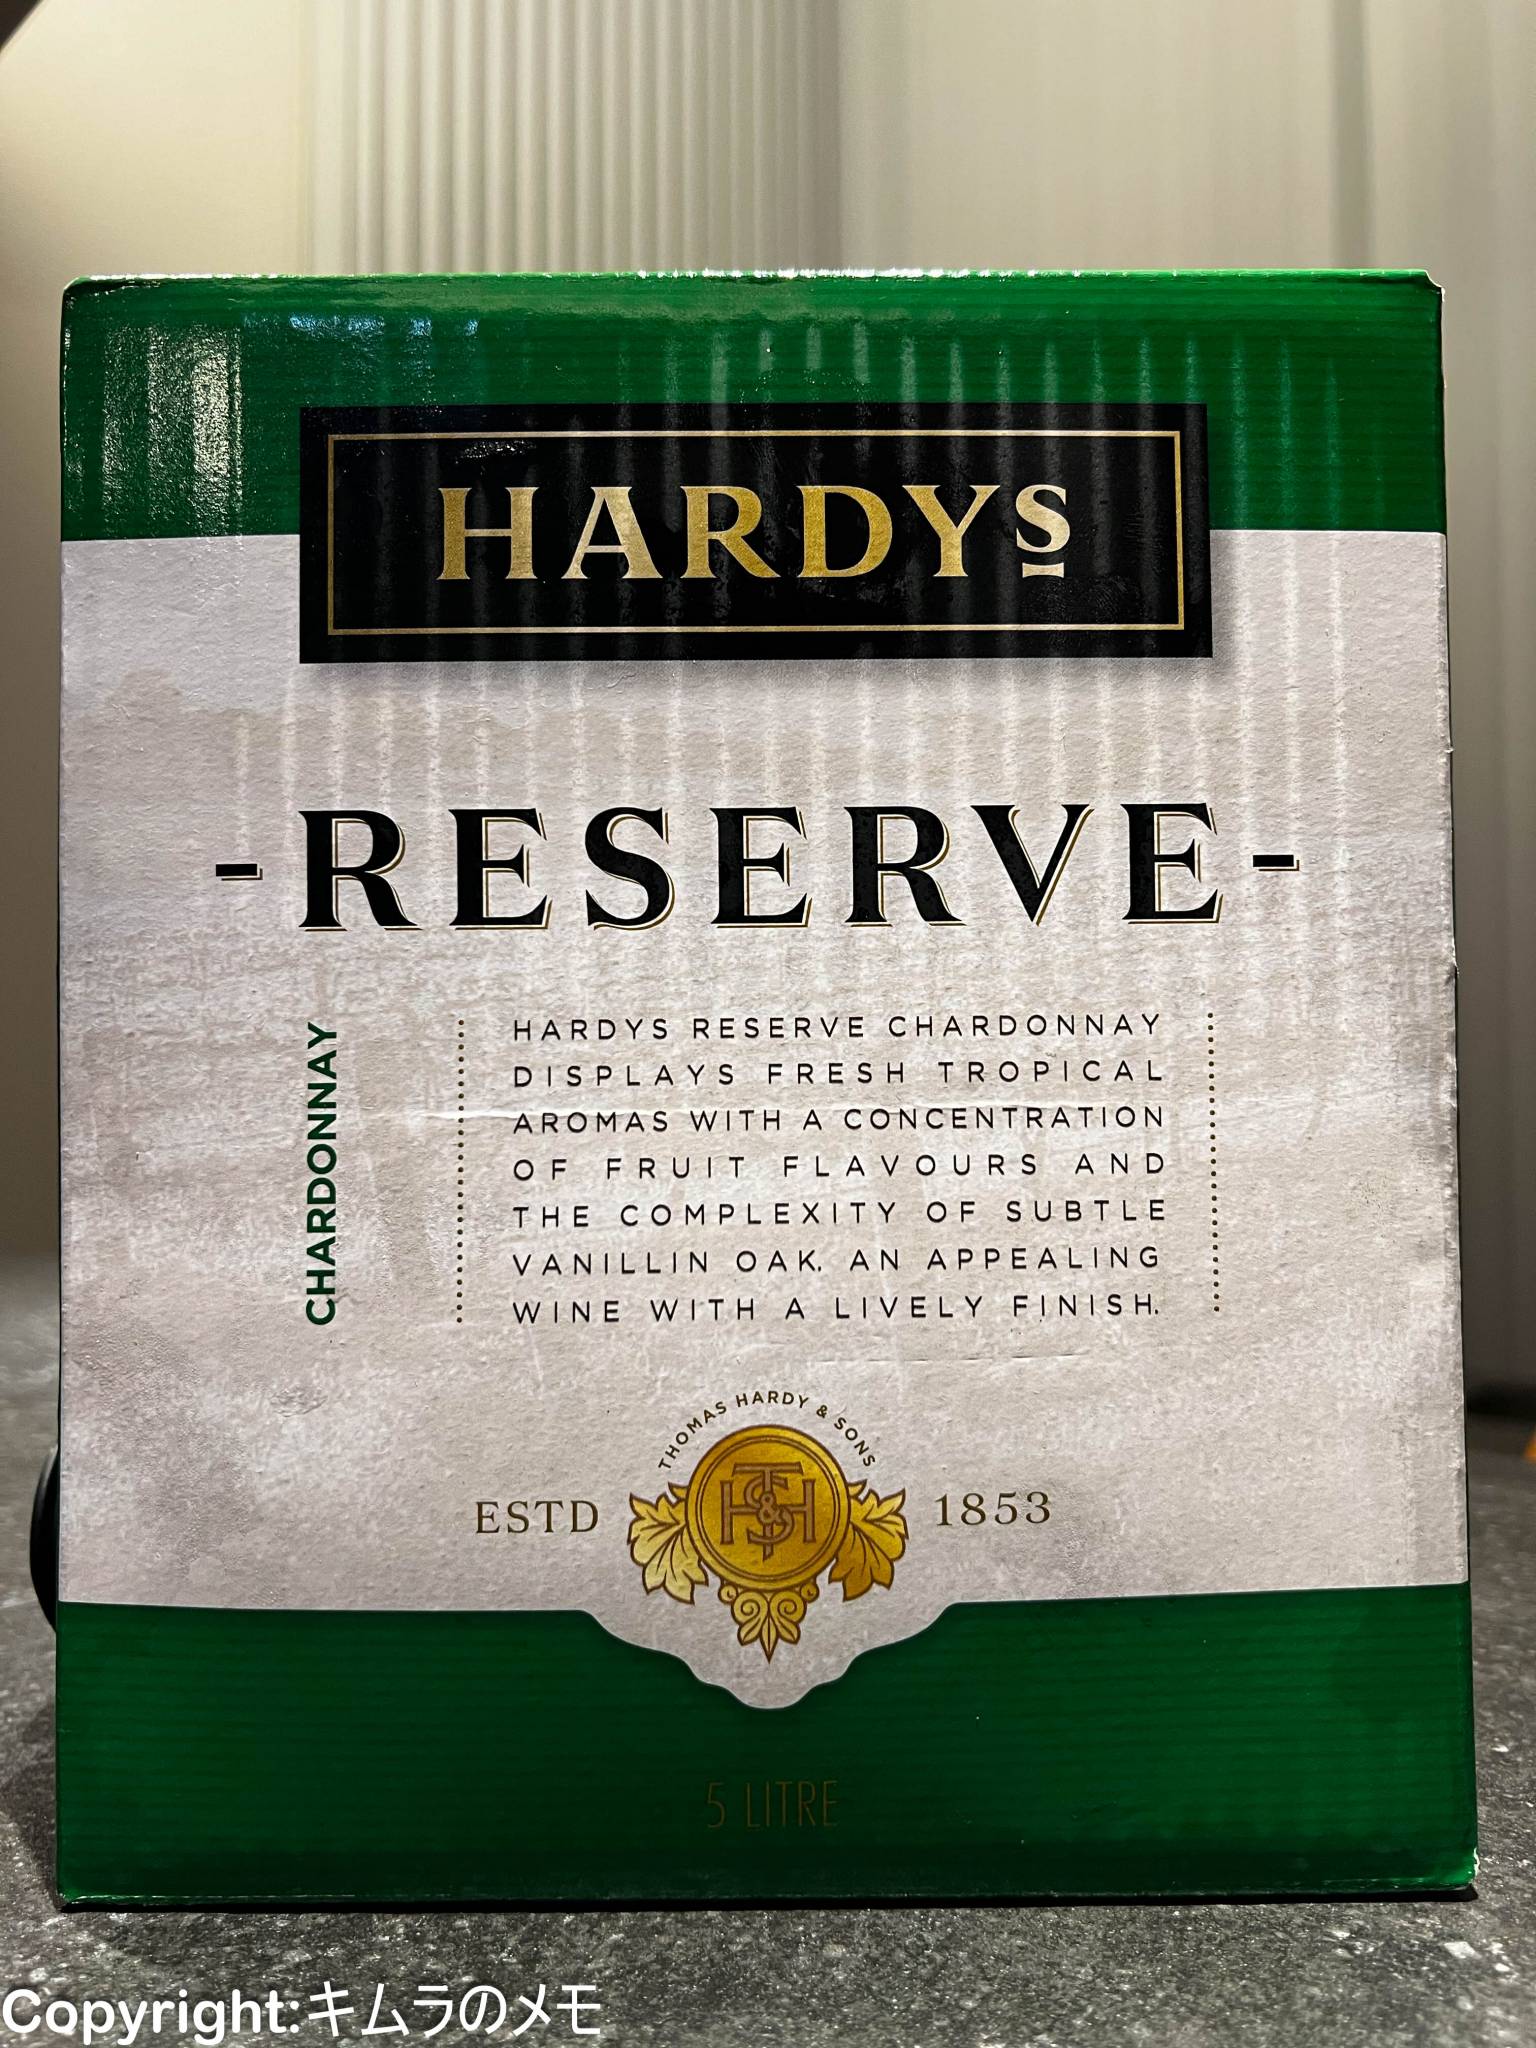 HARDYS
-RESERVE-
CHARDONNAY
HARDYS RESERVE CHARDONNAY
DISPLAYS FRESH TROPICAL
AROMAS WITH A CONCENTRATION
OF FRUIT FLAVOURS AND
THE COMPLEXITY OF SUBTLE
VANILLIN OAK. AN APPEALING
WINE WITH A LIVELY FINISH.
THOMAS HARDY & SONS
ESTD 1853
TH&S
5 LITRE
Copyright:キムラのメモ